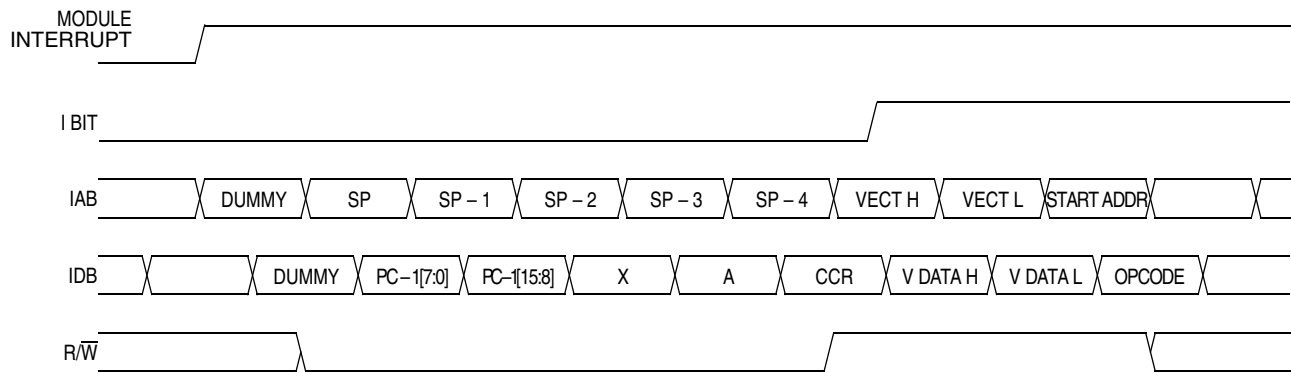 MODULE
INTERRUPT
I BIT
IAB DUMMY SP SP – 1 SP – 2 SP – 3 SP – 4 VECT H VECT L START ADDR
IDB DUMMY PC – 1[7:0] PC–1[15:8] X A CCR V DATA H V DATA L OPCODE
R/W̅